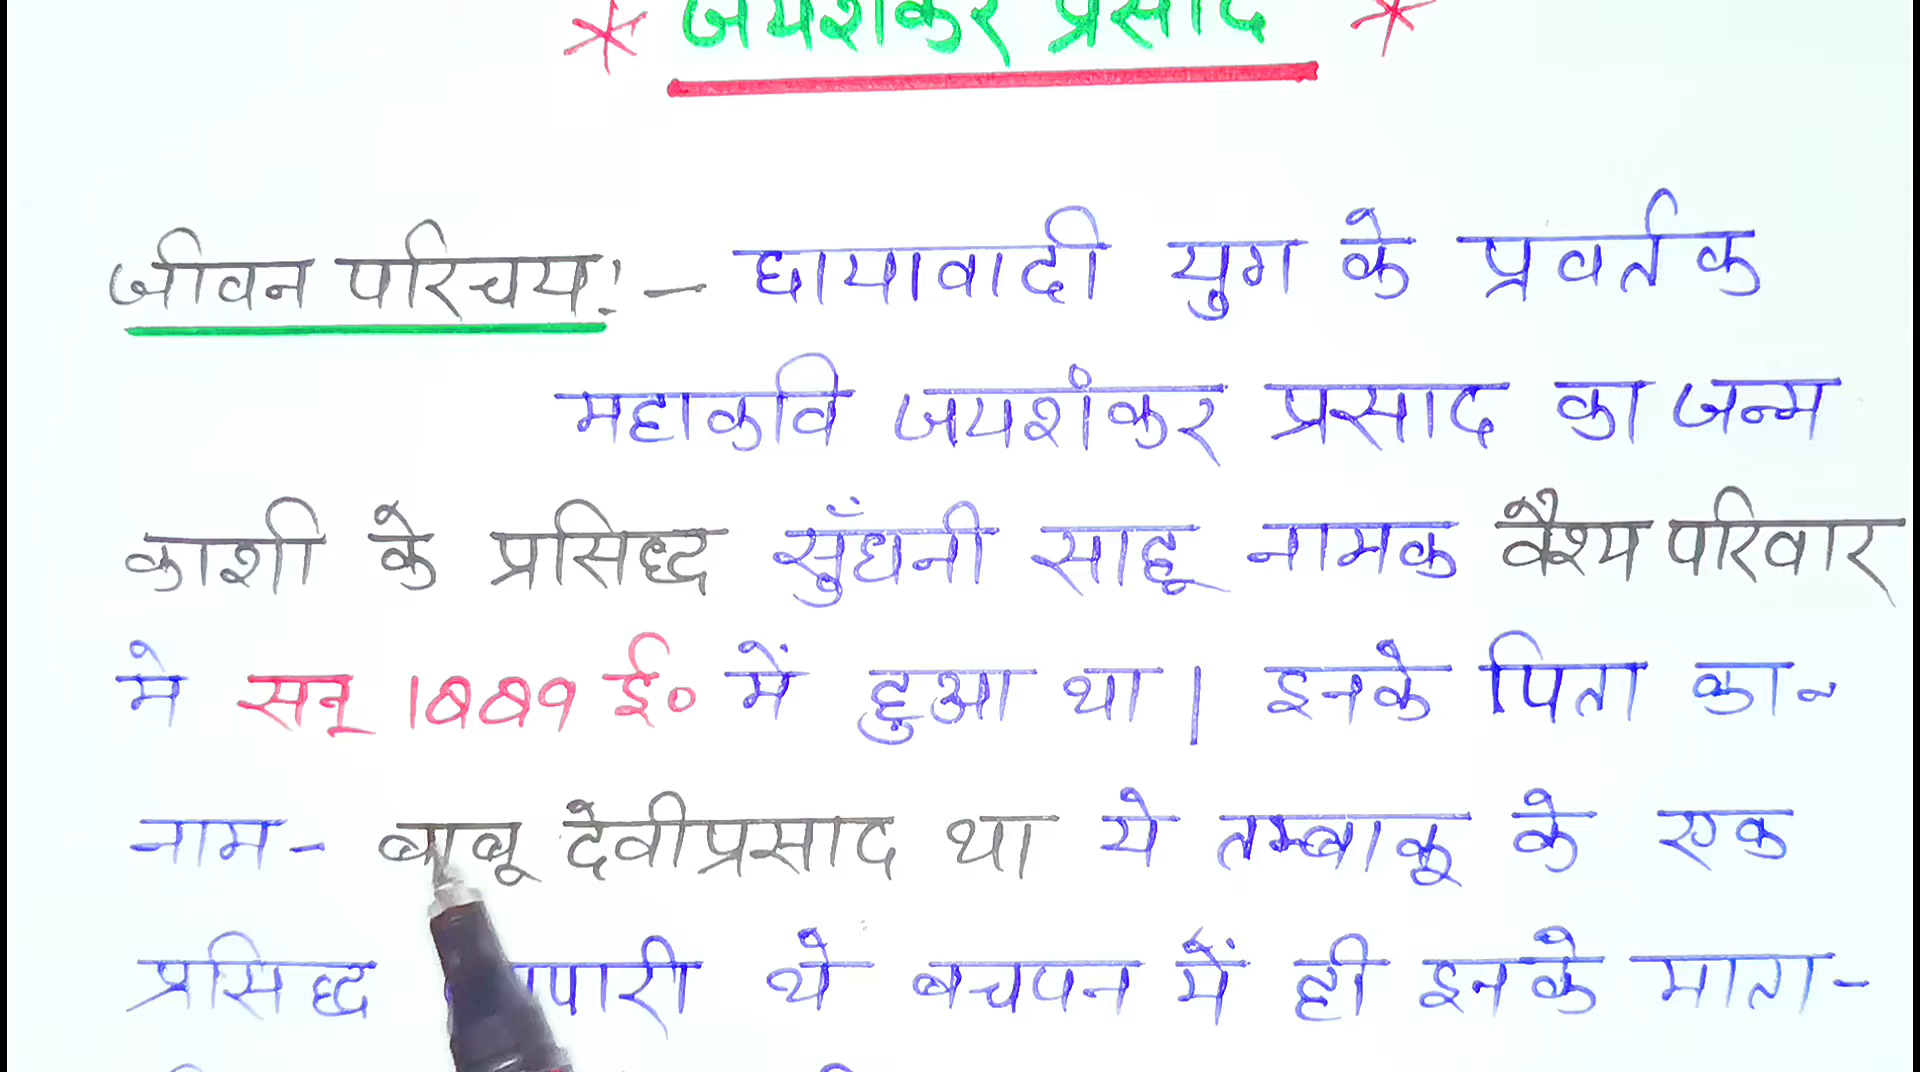 * जयशंकर प्रसाद *
जीवन परिचय:- छायावादी युग के प्रवर्तक
महाकवि जयशंकर प्रसाद का जन्म
काशी के प्रसिद्ध सुँघनी साहू नामक वैश्य परिवार
मे सन् 1889 ई० में हुआ था। इनके पिता का-
नाम- बाबू देवीप्रसाद था ये तम्बाकू के एक
प्रसिद्ध थे बचपन में ही इनके माता-